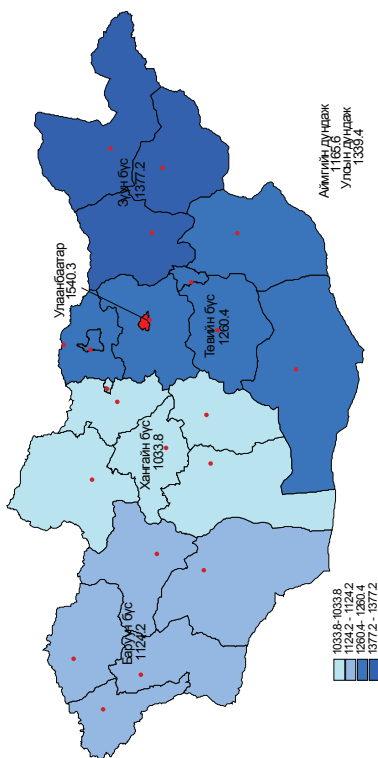 Баруун бүс
1124.2
Хангайн бүс
1033.8
Улаанбаатар
1540.3
Төвийн бүс
1260.4
Зүүн бүс
1377.2
Аймгийн дундаж
1165.6
Улсын дундаж
1339.4
1033.8-1033.8
1124.2 - 1124.2
1260.4- 1260.4
1377.2 - 1377.2